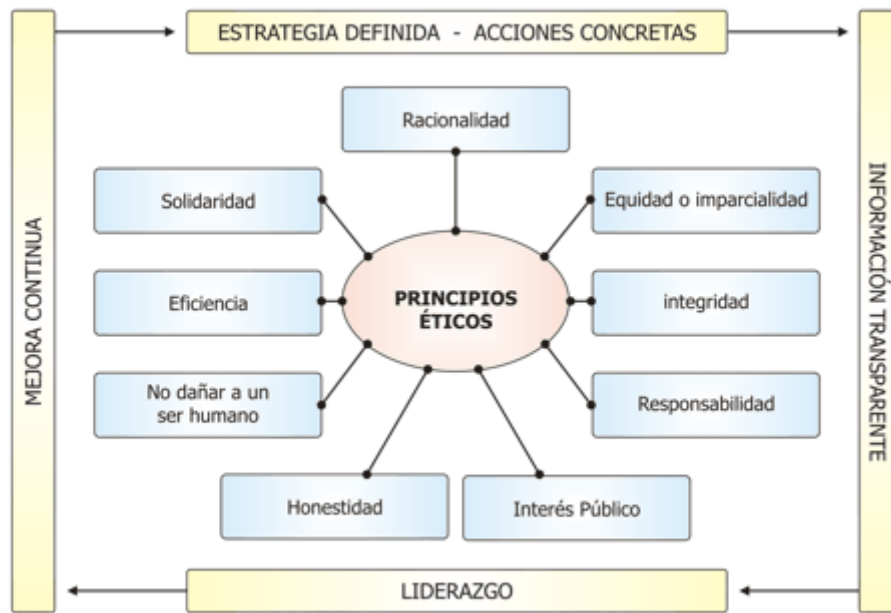 ESTRATEGIA DEFINIDA - ACCIONES CONCRETAS
MEJORA CONTINUA
INFORMACIÓN TRANSPARENTE
Racionalidad
Solidaridad
Equidad o imparcialidad
Eficiencia
PRINCIPIOS
ÉTICOS
integridad
No dañar a un
ser humano
Responsabilidad
Honestidad
Interés Público
LIDERAZGO